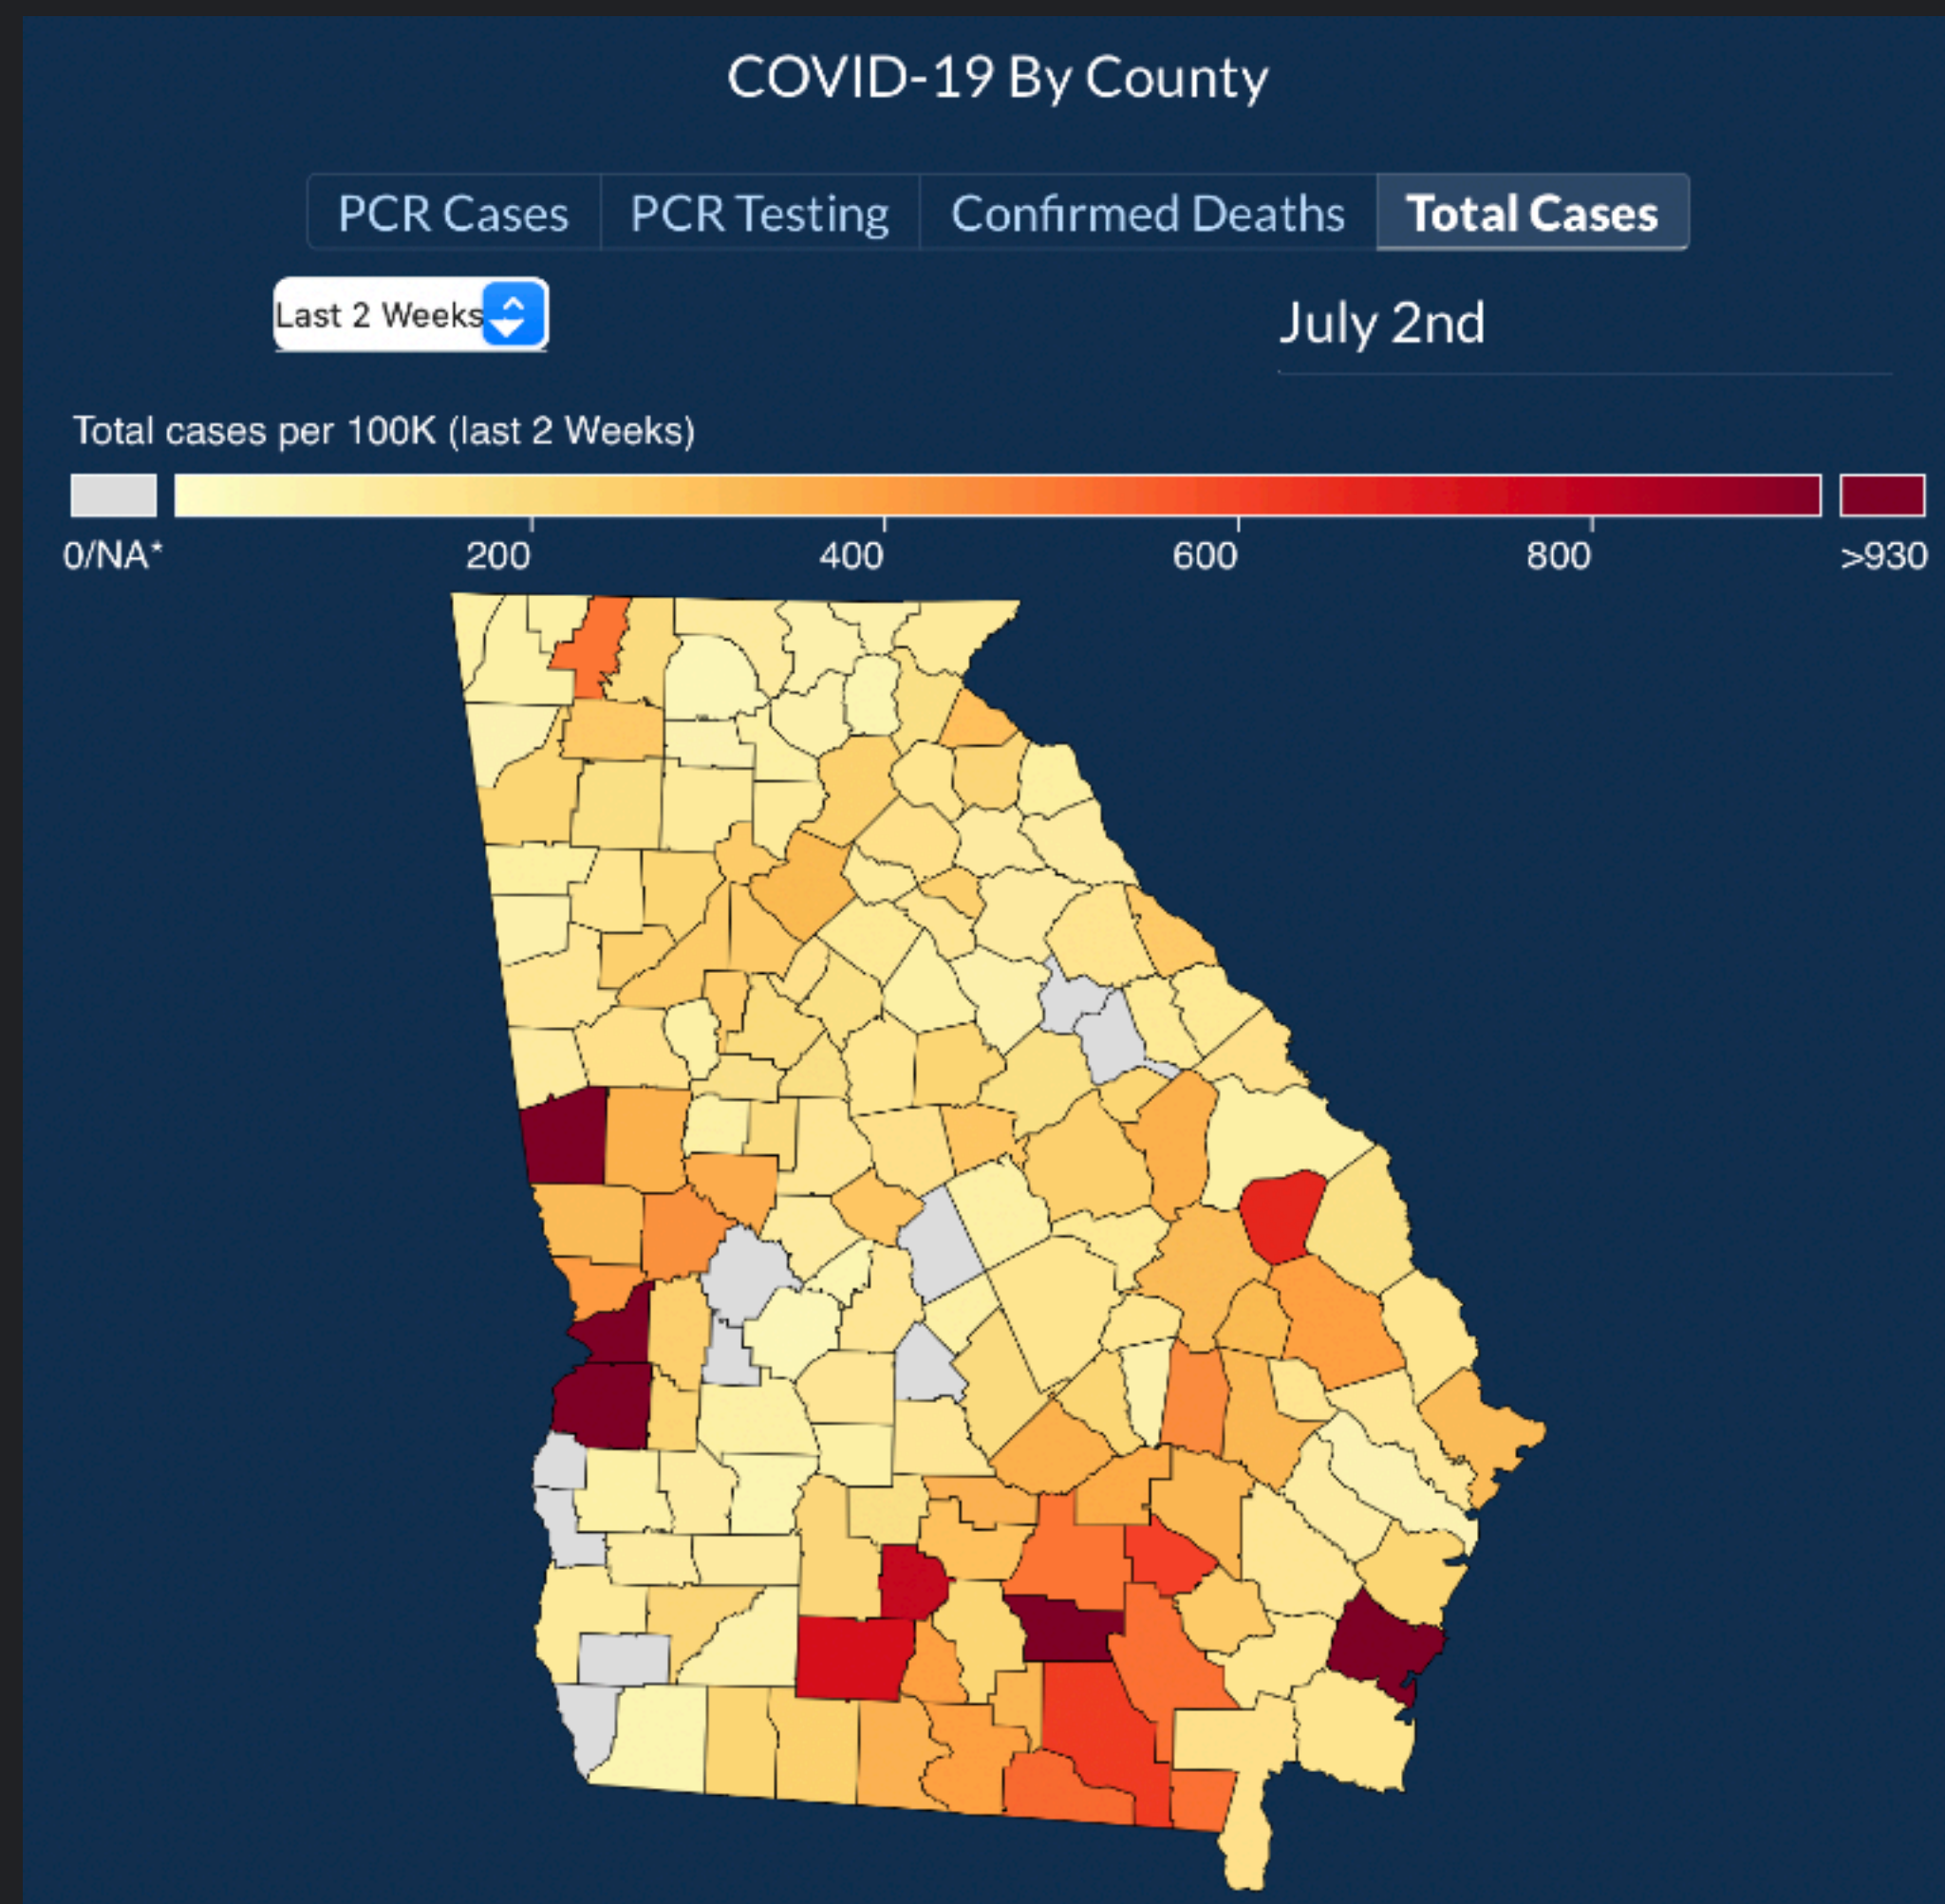 COVID-19 By County
PCR Cases PCR Testing Confirmed Deaths Total Cases
Last 2 Weeks July 2nd
Total cases per 100K (last 2 Weeks)
0/NA* 200 400 600 800 >930